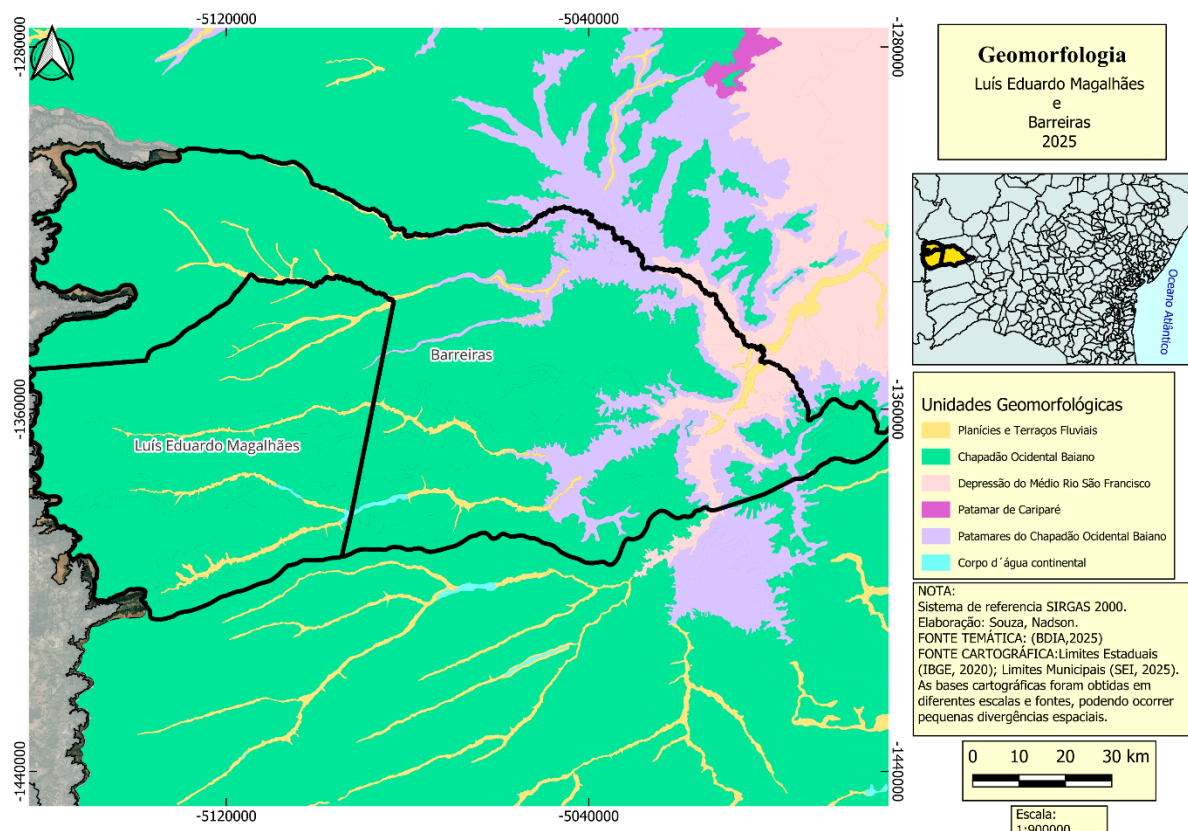 -5120000
-5040000
-1280000
-1280000
Geomorfologia
Luís Eduardo Magalhães
e
Barreiras
2025
Oceano Atlântico
Barreiras
Luís Eduardo Magalhães
-1360000
-1360000
Unidades Geomorfológicas
Planícies e Terraços Fluviais
Chapadão Ocidental Baiano
Depressão do Médio Rio São Francisco
Patamar de Cariparé
Patamares do Chapadão Ocidental Baiano
Corpo d´água continental
NOTA:
Sistema de referencia SIRGAS 2000.
Elaboração: Souza, Nadson.
FONTE TEMÁTICA: (BDIA,2025)
FONTE CARTOGRÁFICA:Limites Estaduais
(IBGE, 2020); Limites Municipais (SEI, 2025).
As bases cartográficas foram obtidas em
diferentes escalas e fontes, podendo ocorrer
pequenas divergências espaciais.
0 10 20 30 km
-1440000
-1440000
-5120000
-5040000
Escala:
1:900000